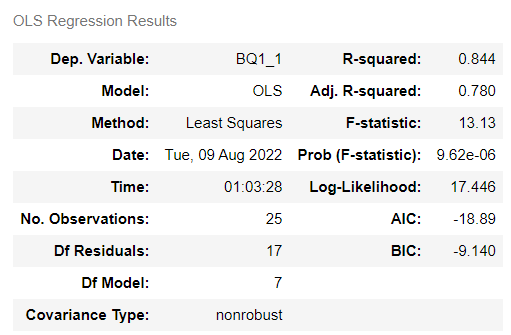 OLS Regression Results
Dep. Variable: BQ1_1 R-squared: 0.844
Model: OLS Adj. R-squared: 0.780
Method: Least Squares F-statistic: 13.13
Date: Tue, 09 Aug 2022 Prob (F-statistic): 9.62e-06
Time: 01:03:28 Log-Likelihood: 17.446
No. Observations: 25 AIC: -18.89
Df Residuals: 17 BIC: -9.140
Df Model: 7
Covariance Type: nonrobust